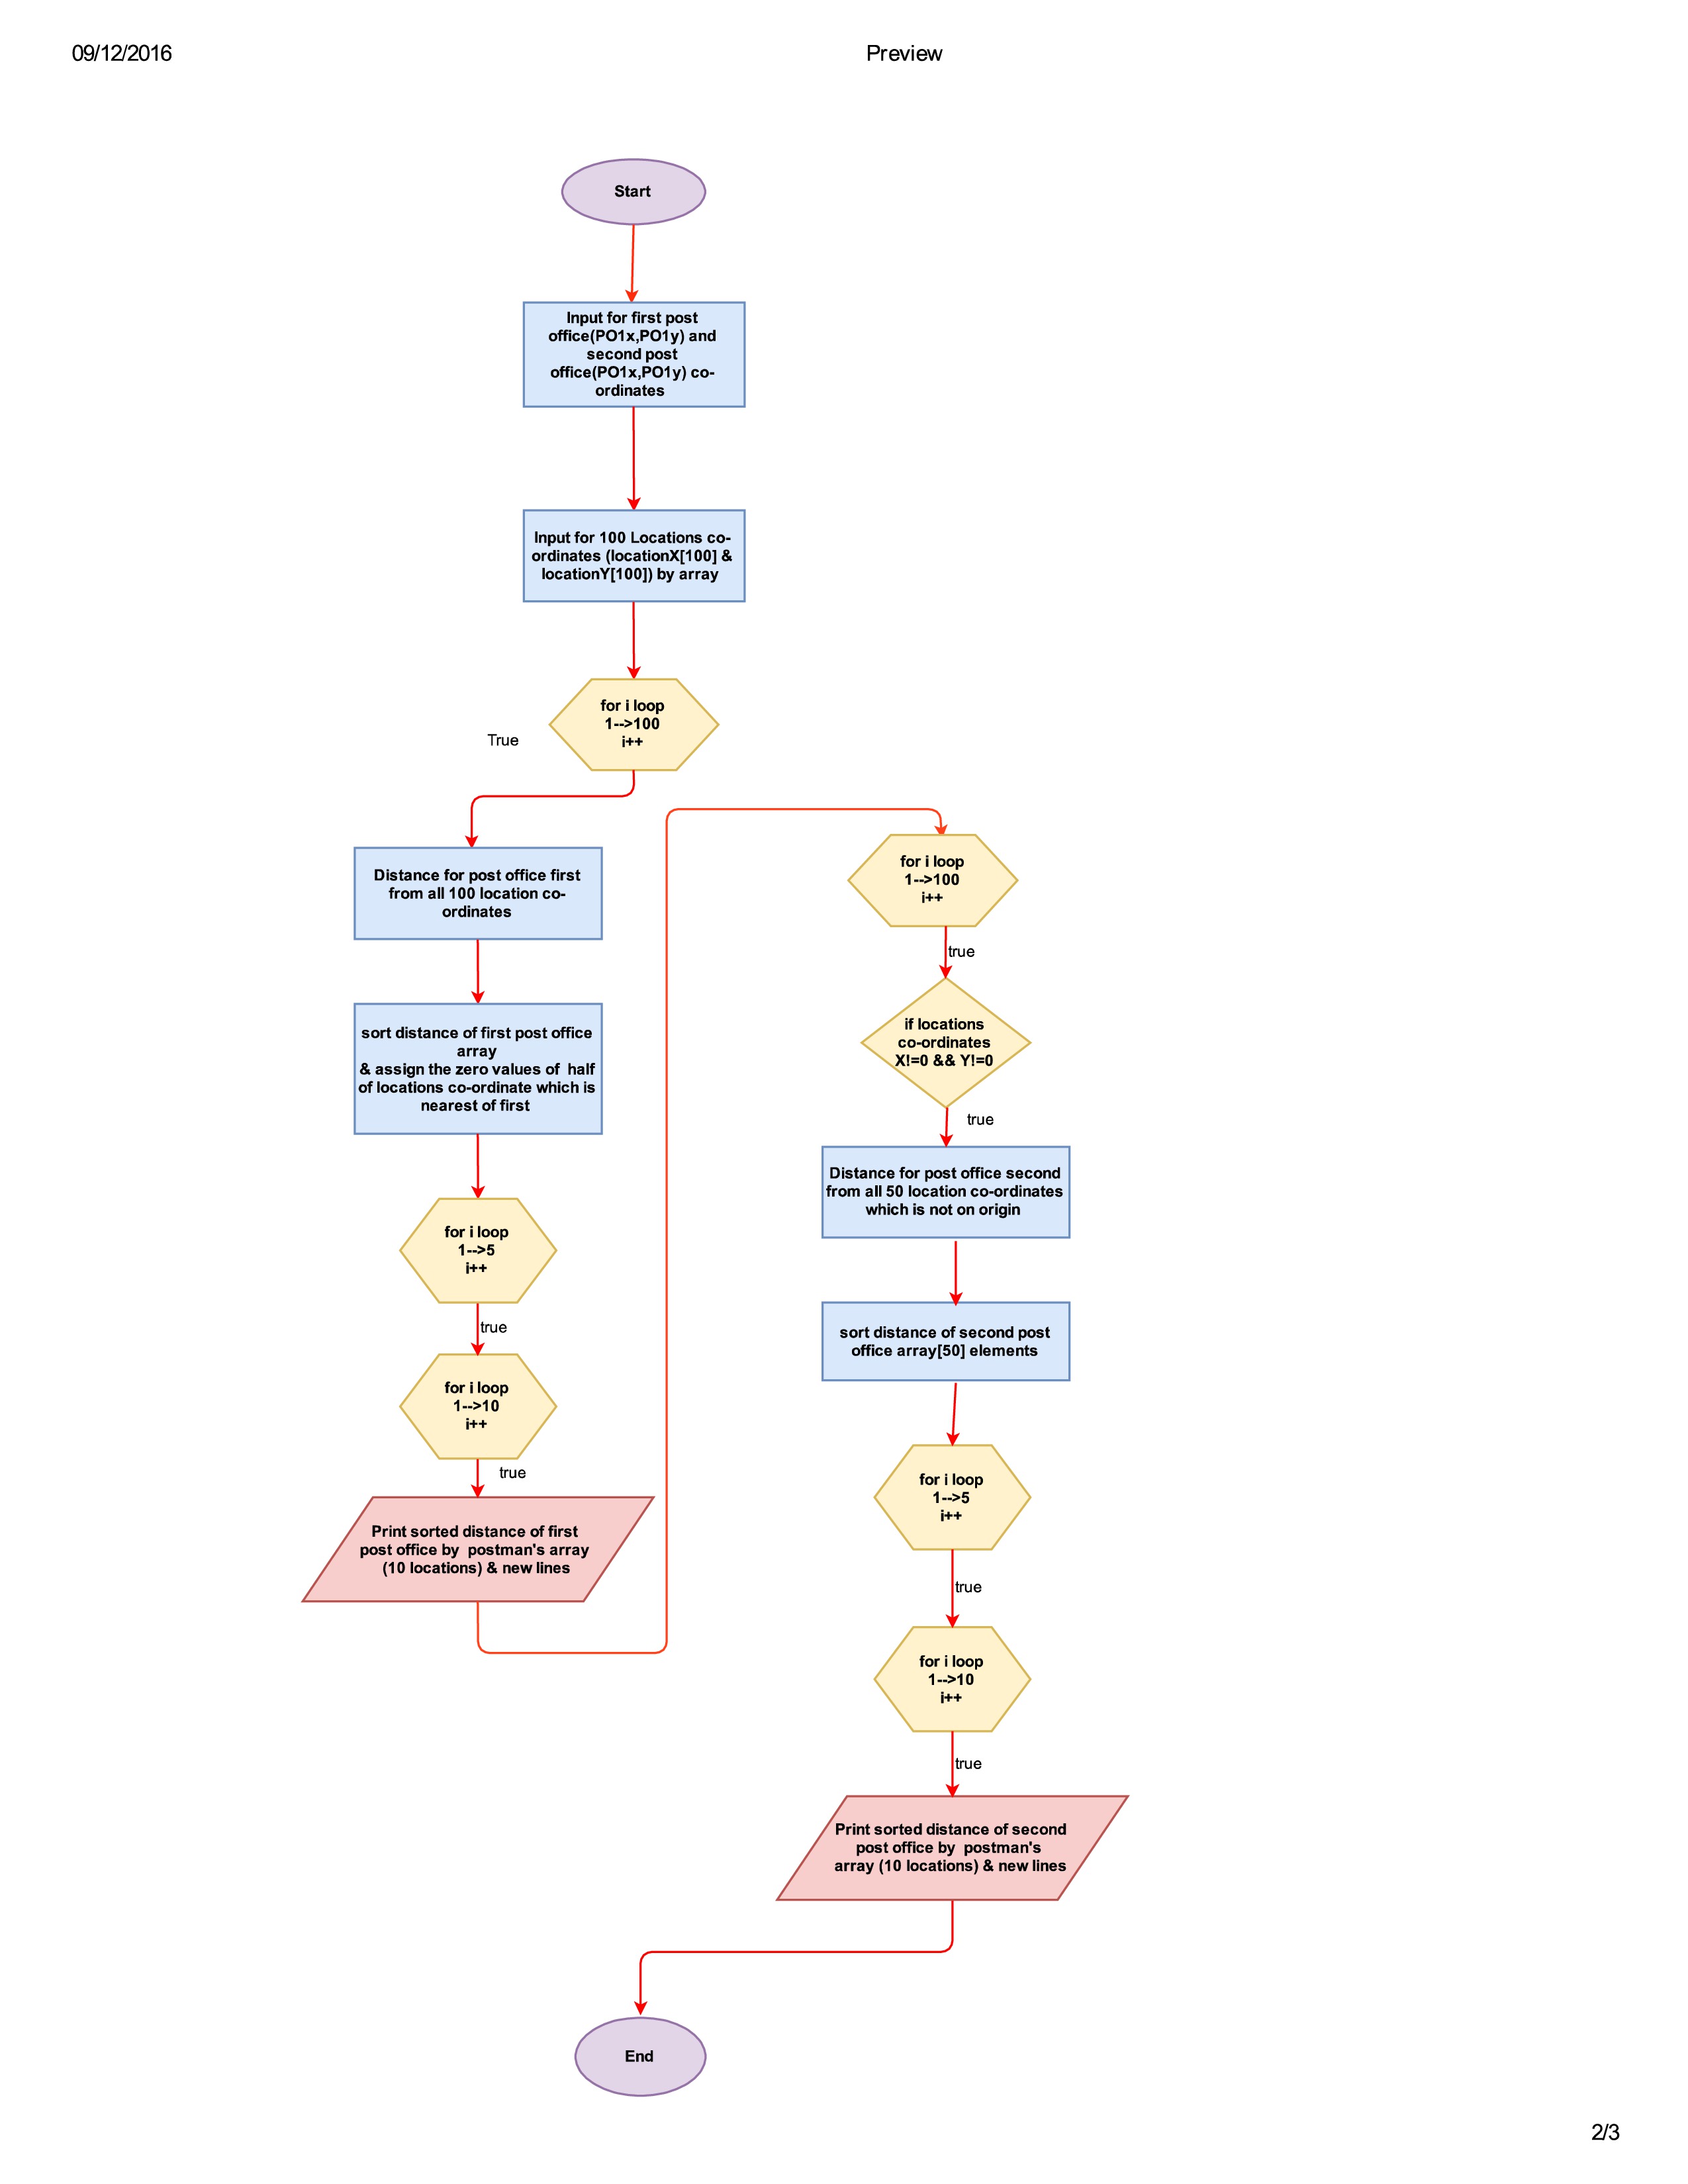 09/12/2016
Preview
Start
Input for first post
office(PO1x,PO1y) and
second post
office(PO1x,PO1y) co-
ordinates
Input for 100 Locations co-
ordinates (locationX[100] &
locationY[100]) by array
for i loop
1-->100
i++
True
Distance for post office first
from all 100 location co-
ordinates
sort distance of first post office
array
& assign the zero values of  half
of locations co-ordinate which is
nearest of first
for i loop
1-->5
i++
true
for i loop
1-->10
i++
true
Print sorted distance of first
post office by  postman's array
(10 locations) & new lines
for i loop
1-->100
i++
true
if locations
co-ordinates
X!=0 && Y!=0
true
Distance for post office second
from all 50 location co-ordinates
which is not on origin
sort distance of second post
office array[50] elements
for i loop
1-->5
i++
true
for i loop
1-->10
i++
true
Print sorted distance of second
post office by  postman's
array (10 locations) & new lines
End
2/3